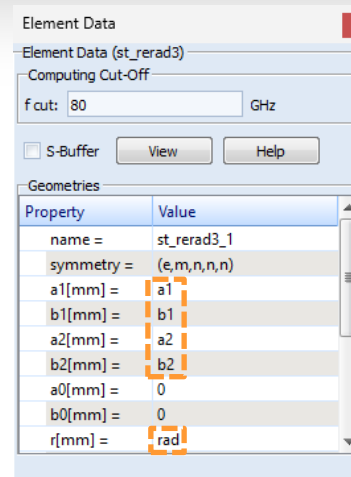 Element Data
Element Data (st_rerad3)
Computing Cut-Off
f cut: 80 GHz
S-Buffer View Help
Geometries
Property Value
name = st_rerad3_1
symmetry = (e,m,n,n,n)
a1[mm] = a1
b1[mm] = b1
a2[mm] = a2
b2[mm] = b2
a0[mm] = 0
b0[mm] = 0
r[mm] = rad